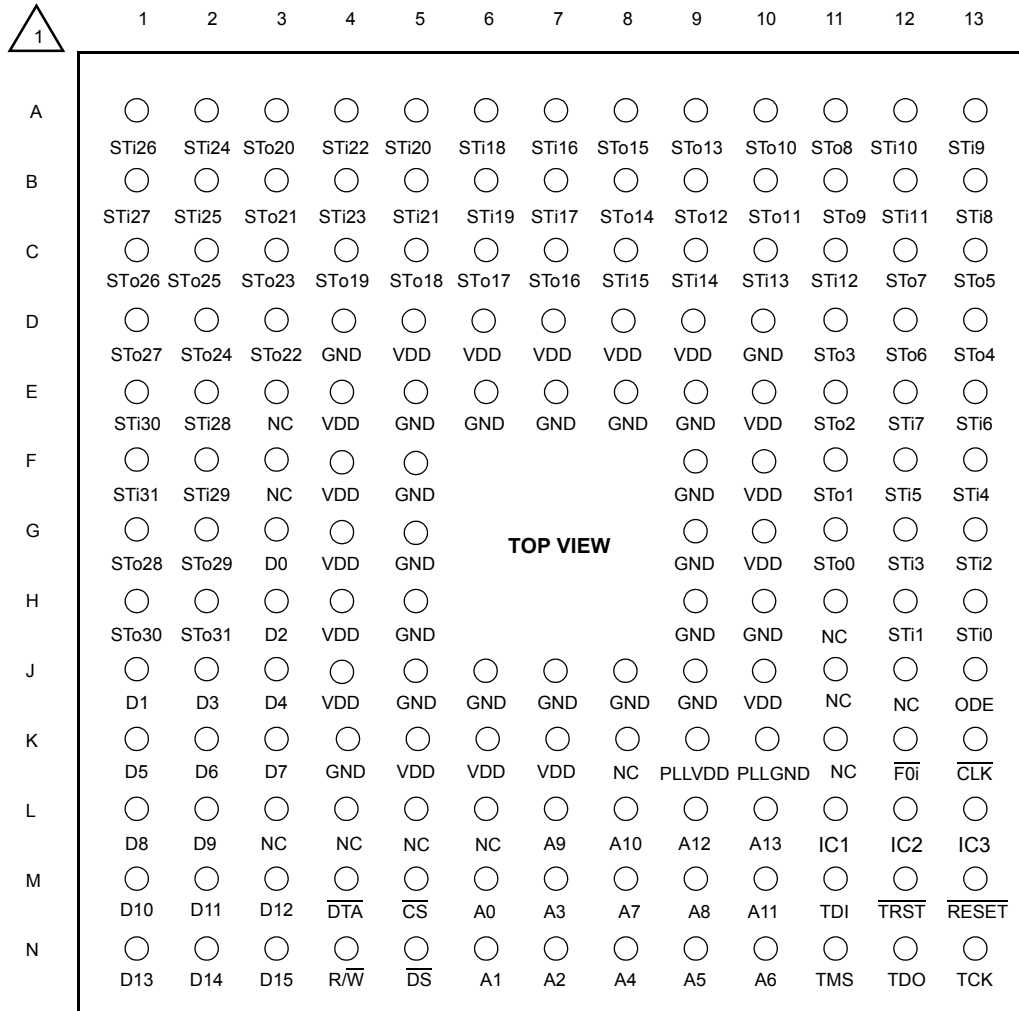 1 1 2 3 4 5 6 7 8 9 10 11 12 13
A
STi26 STi24 STo20 STi22 STi20 STi18 STi16 STo15 STo13 STo10 STo8 STi10 STi9
B
STi27 STi25 STo21 STi23 STi21 STi19 STi17 STo14 STo12 STo11 STo9 STi11 STi8
C
STo26 STo25 STo23 STo19 STo18 STo17 STo16 STi15 STi14 STi13 STi12 STo7 STo5
D
STo27 STo24 STo22 GND VDD VDD VDD VDD VDD GND STo3 STo6 STo4
E
STi30 STi28 NC VDD GND GND GND GND GND VDD STo2 STi7 STi6
F
STi31 STi29 NC VDD GND GND VDD STo1 STi5 STi4
G
TOP VIEW
STo28 STo29 D0 VDD GND GND VDD STo0 STi3 STi2
H
STo30 STo31 D2 VDD GND GND GND NC STi1 STi0
J
D1 D3 D4 VDD GND GND GND GND GND VDD NC NC ODE
K
D5 D6 D7 GND VDD VDD VDD NC PLLVDD PLLGND NC F0i CLK
L
D8 D9 NC NC NC NC A9 A10 A12 A13 IC1 IC2 IC3
M
D10 D11 D12 DTA CS A0 A3 A7 A8 A11 TDI TRST RESET
N
D13 D14 D15 R/W DS A1 A2 A4 A5 A6 TMS TDO TCK